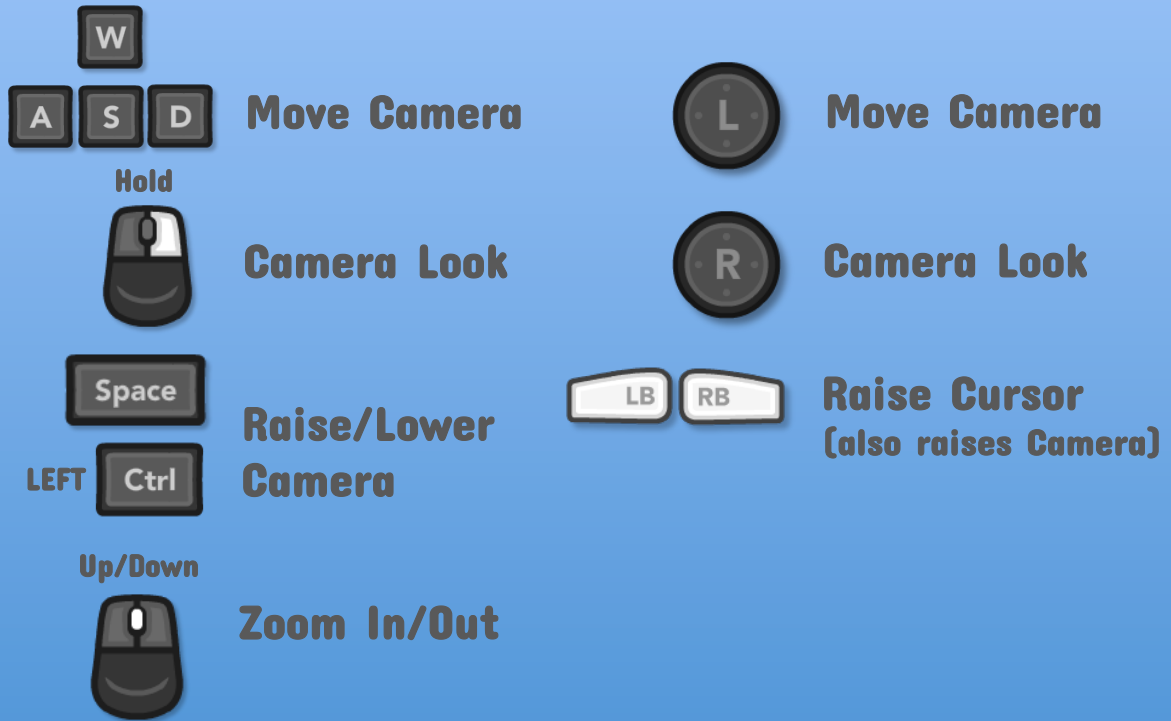 W
A S D Move Camera
Hold
Camera Look
Space
Raise/Lower
LEFT Ctrl Camera
Up/Down
Zoom In/Out
L Move Camera
R Camera Look
LB RB Raise Cursor
(also raises Camera)